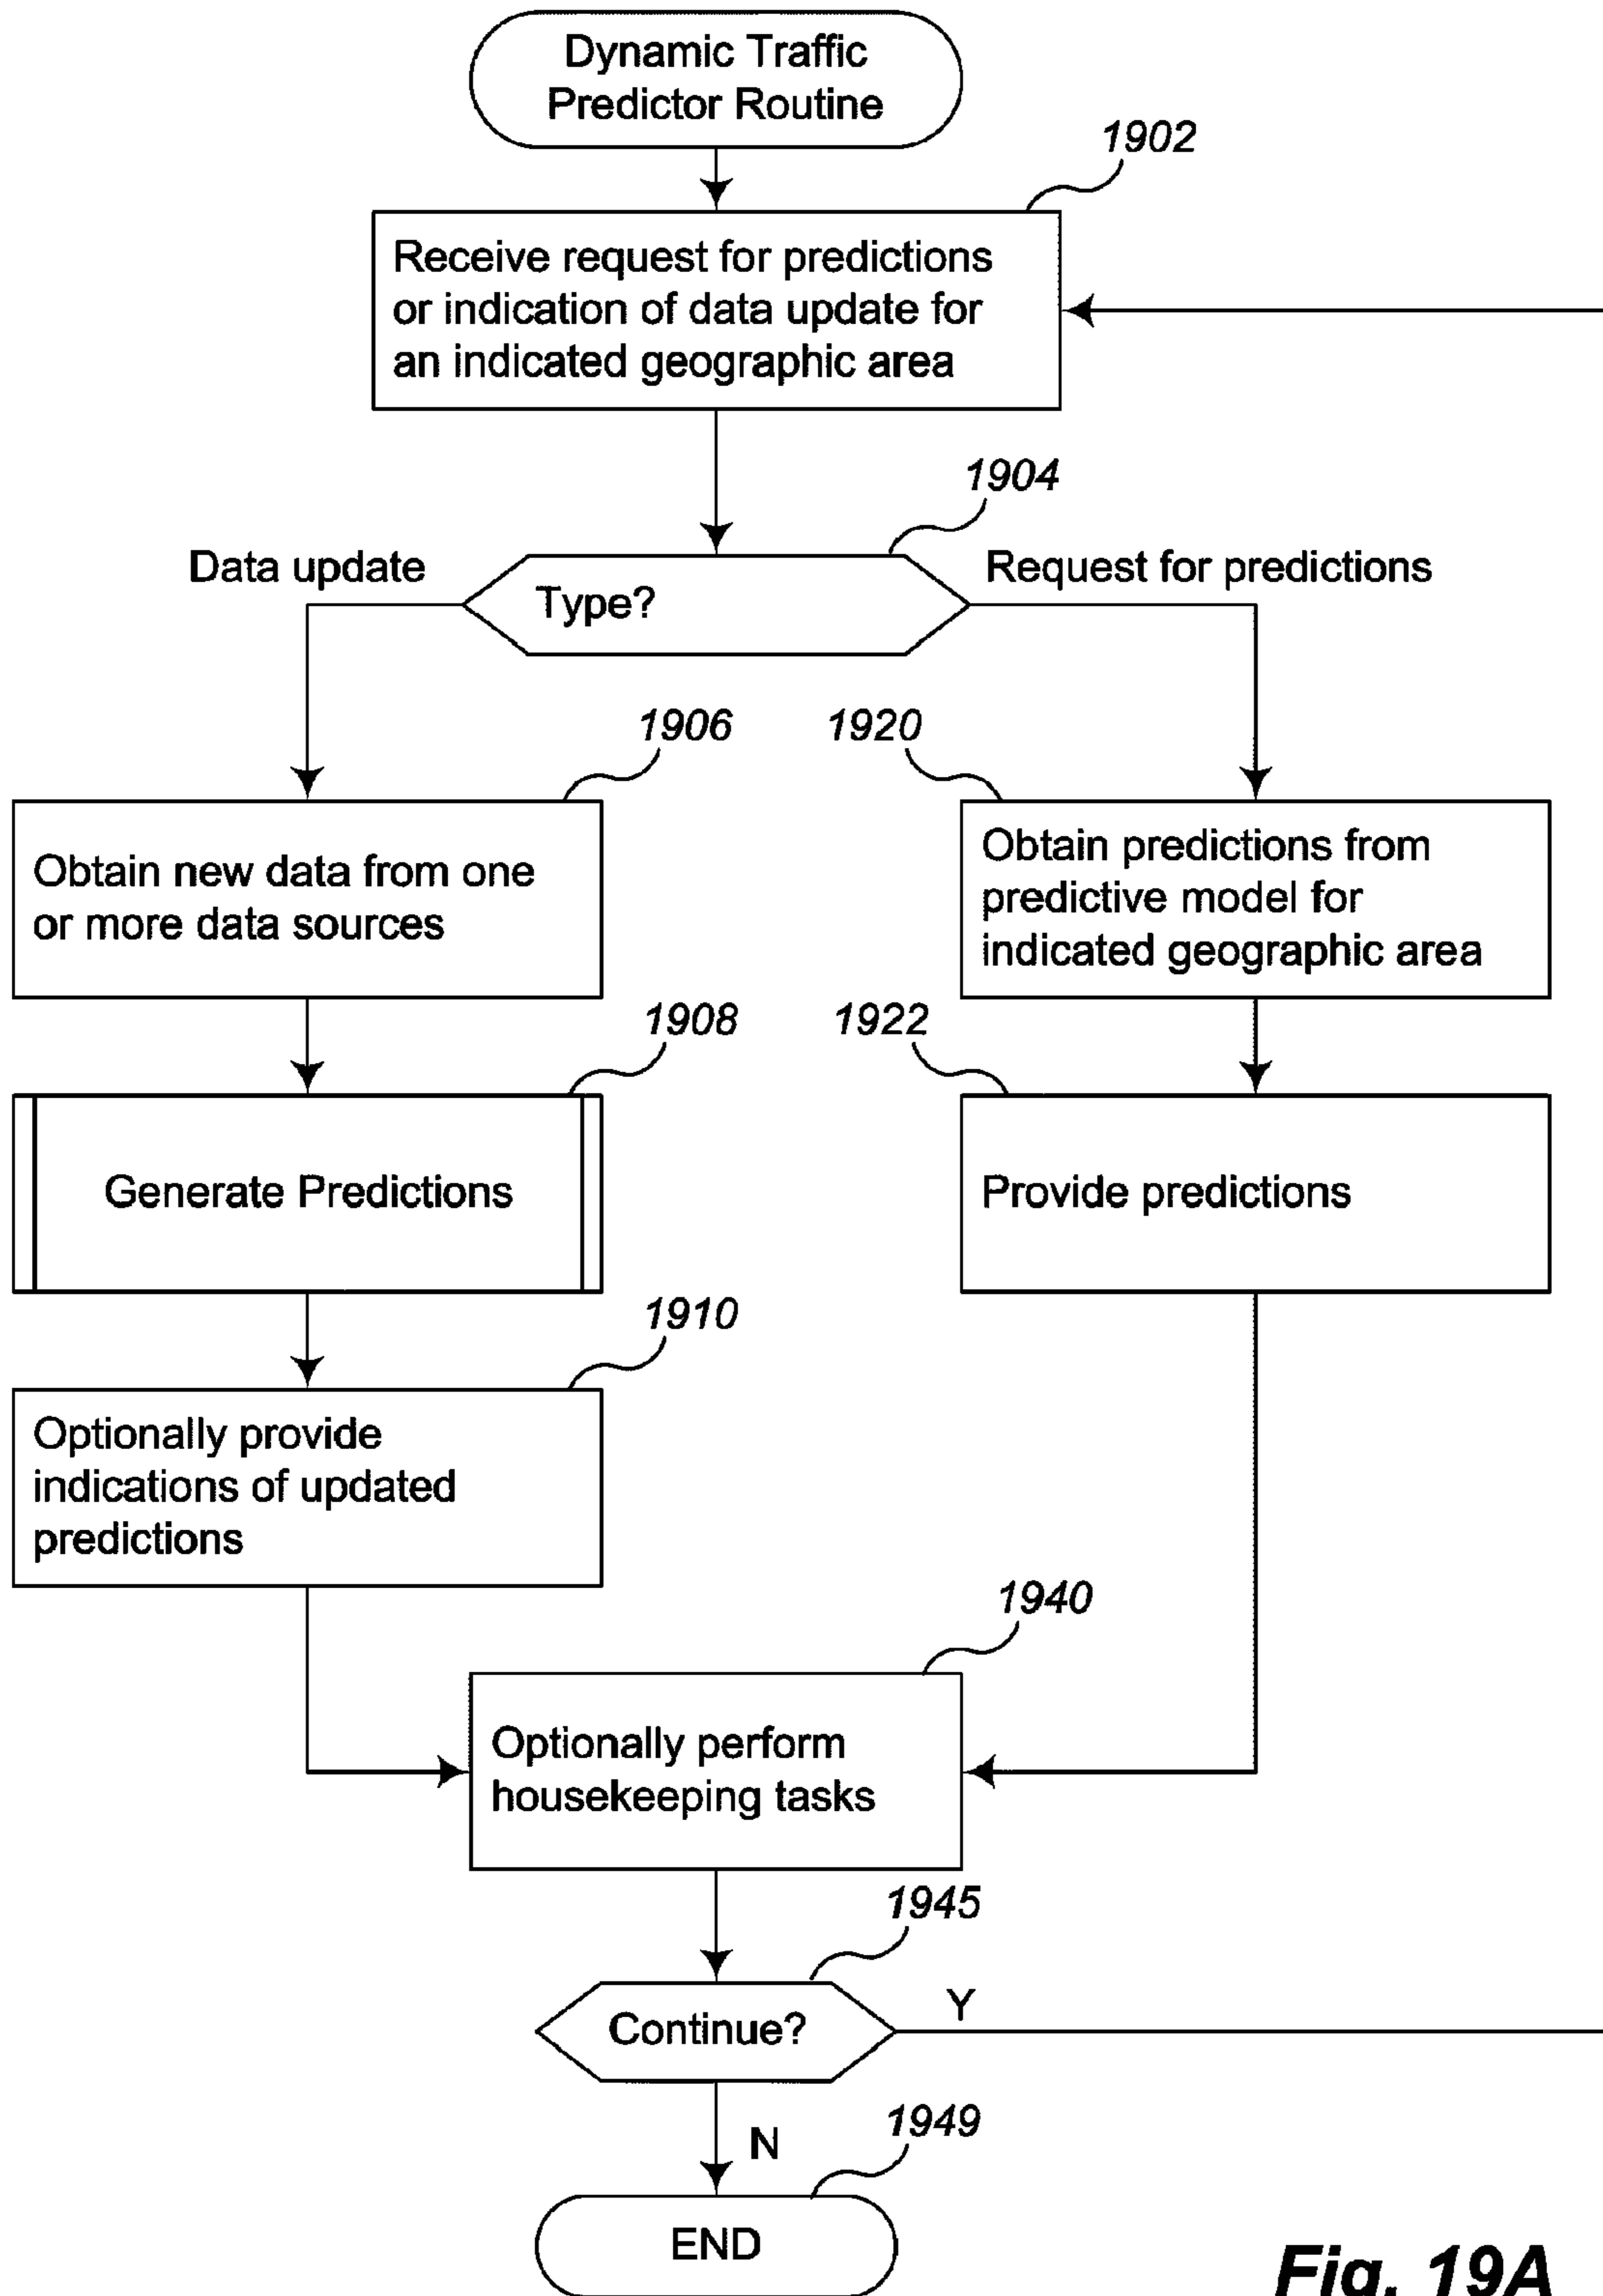 Dynamic Traffic
Predictor Routine
1902
Receive request for predictions
or indication of data update for
an indicated geographic area
1904
Data update
Type?
Request for predictions
1906
1920
Obtain new data from one
or more data sources
Obtain predictions from
predictive model for
indicated geographic area
1908
1922
Generate Predictions
Provide predictions
1910
Optionally provide
indications of updated
predictions
1940
Optionally perform
housekeeping tasks
1945
Continue?
Y
N
1949
END
Fig. 19A